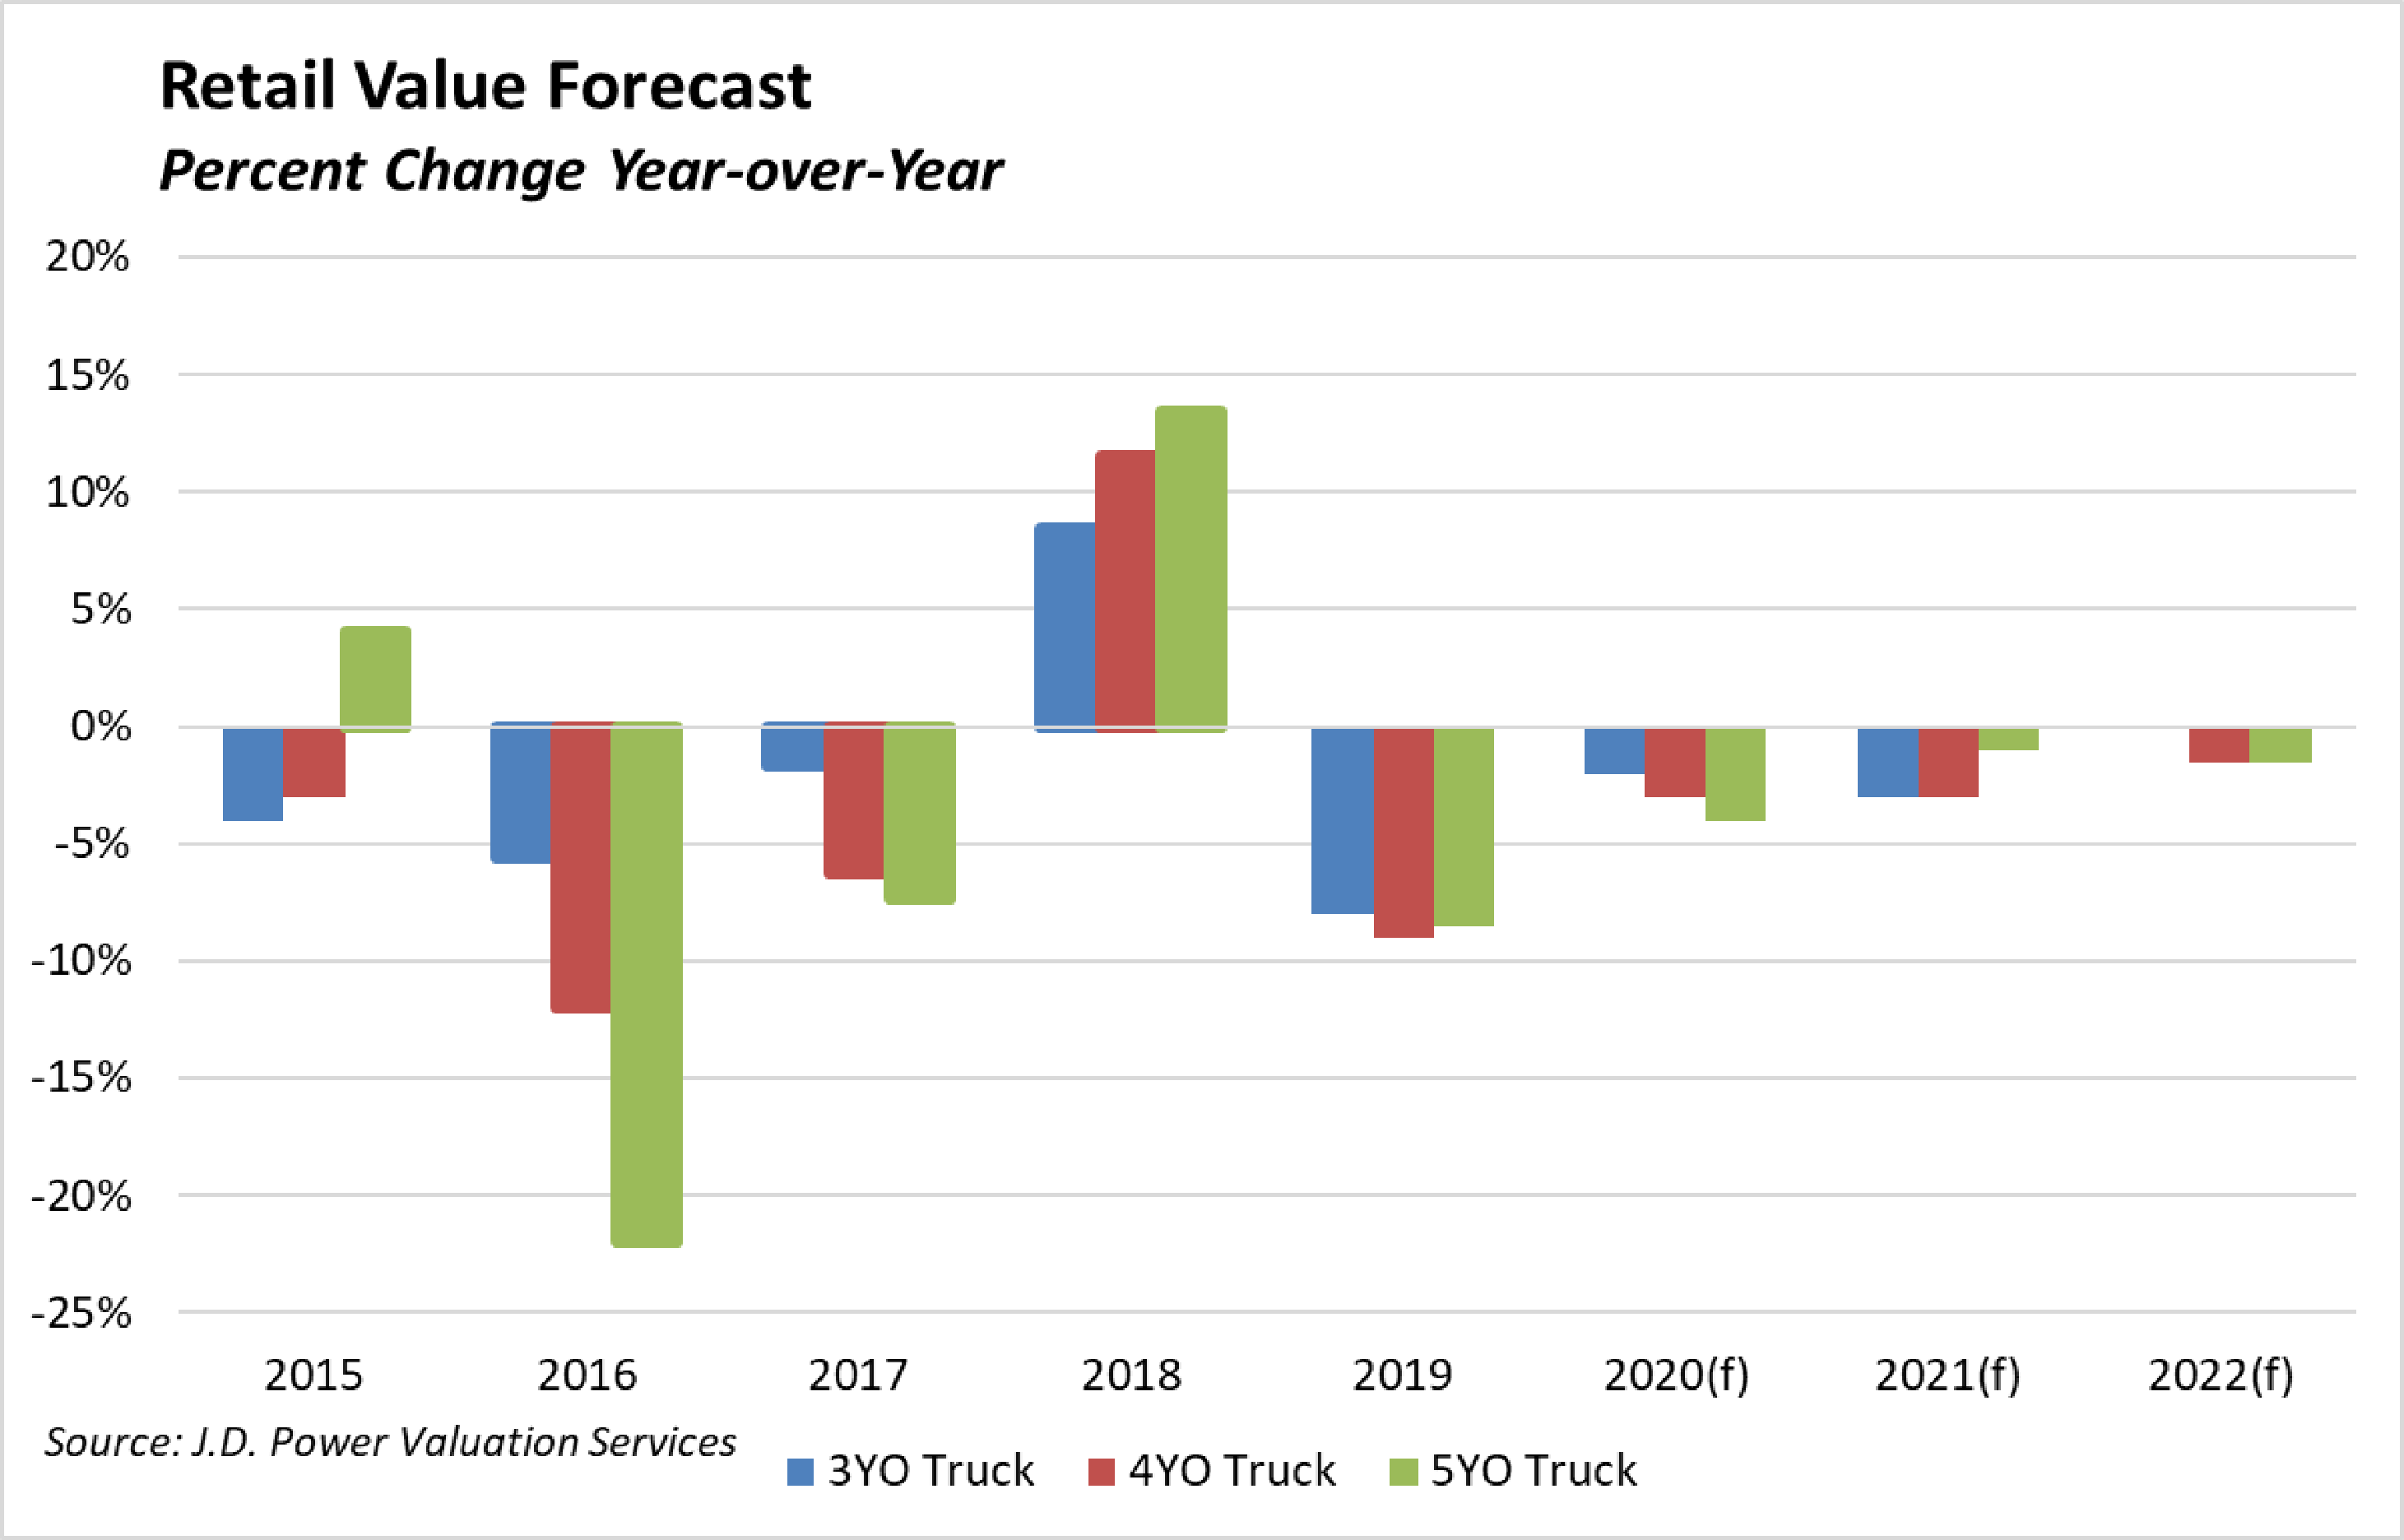 Retail Value Forecast
Percent Change Year-over-Year
20%
15%
10%
5%
0%
-5%
-10%
-15%
-20%
-25%
2015 2016 2017 2018 2019 2020(f) 2021(f) 2022(f)
Source: J.D. Power Valuation Services
3YO Truck 4YO Truck 5YO Truck